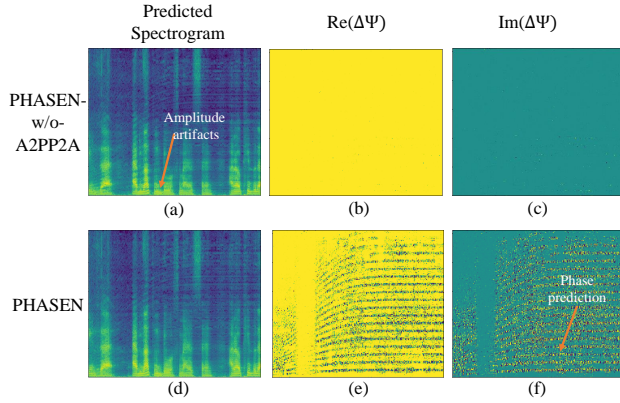 Predicted
Spectrogram
Re(ΔΨ)
Im(ΔΨ)
PHASEN-
w/o-
A2PP2A
Amplitude
artifacts
(a)
(b)
(c)
PHASEN
Phase
prediction
(d)
(e)
(f)